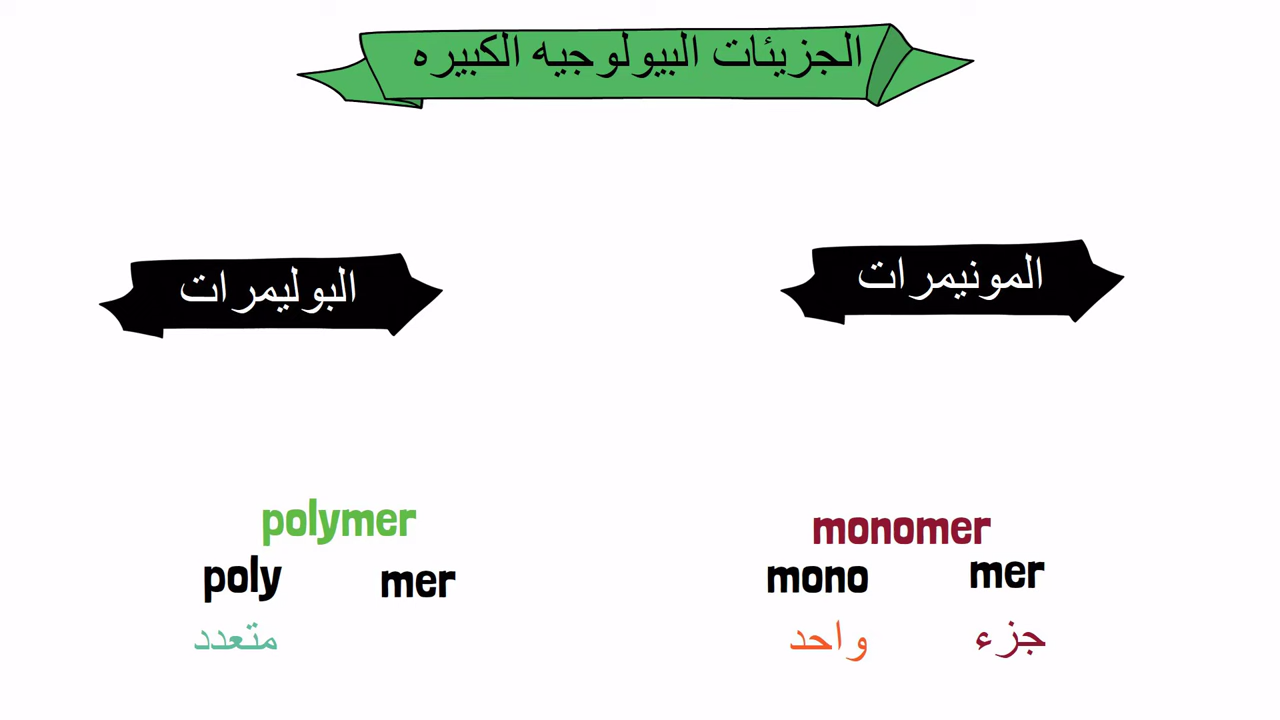 الجزيئات البيولوجيه الكبيره
المونيمرات
البوليمرات
monomer
mono mer
واحد جزء
polymer
poly mer
متعدد